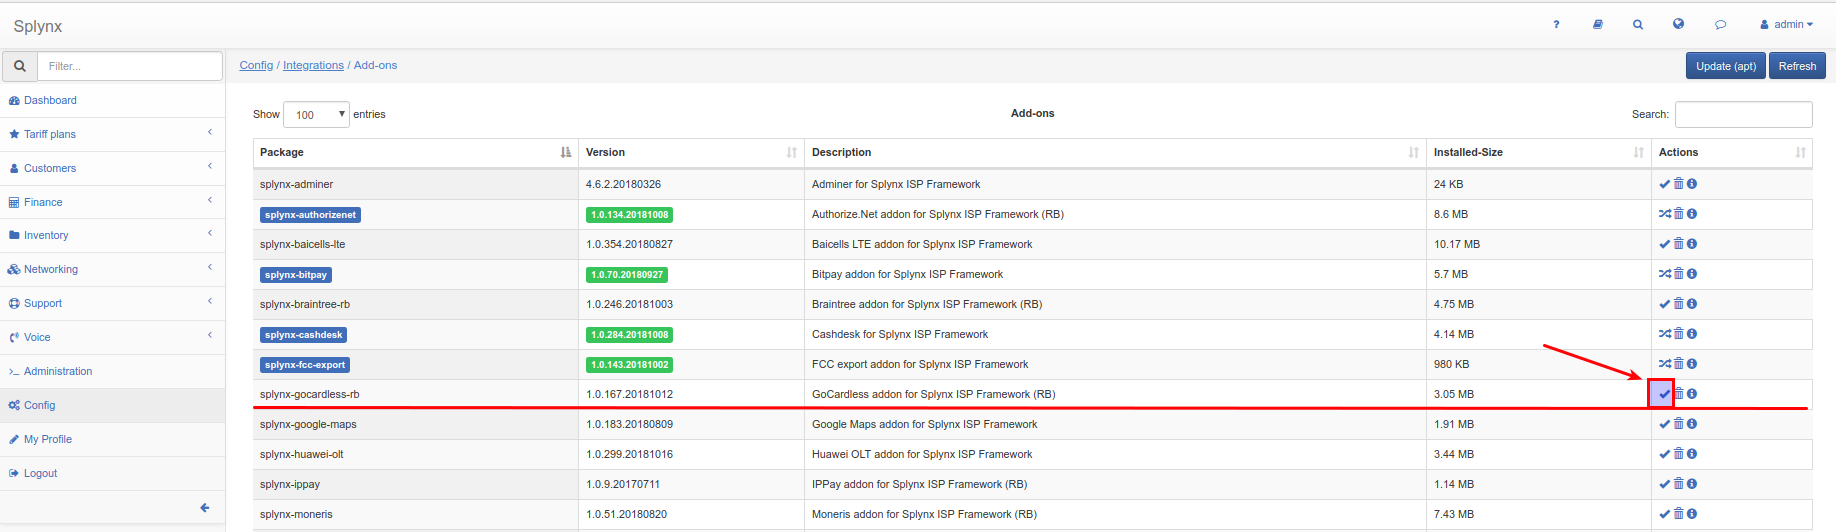 Splynx
? admin
Filter...
Config / Integrations / Add-ons
Update (apt) Refresh
Dashboard
Tariff plans
Customers
Finance
Inventory
Networking
Support
Voice
Administration
Config
My Profile
Logout
Show 100 entries
Add-ons
Search:
Package Version Description Installed-Size Actions
splynx-adminer 4.6.2.20180326 Adminer for Splynx ISP Framework 24 KB
splynx-authorizenet 1.0.134.20181008 Authorize.Net addon for Splynx ISP Framework (RB) 8.6 MB
splynx-baicells-lte 1.0.354.20180827 Baicells LTE addon for Splynx ISP Framework 10.17 MB
splynx-bitpay 1.0.70.20180927 Bitpay addon for Splynx ISP Framework 5.7 MB
splynx-braintree-rb 1.0.246.20181003 Braintree addon for Splynx ISP Framework (RB) 4.75 MB
splynx-cashdesk 1.0.284.20181008 Cashdesk for Splynx ISP Framework 4.14 MB
splynx-fcc-export 1.0.143.20181002 FCC export addon for Splynx ISP Framework 980 KB
splynx-gocardless-rb 1.0.167.20181012 GoCardless addon for Splynx ISP Framework (RB) 3.05 MB
splynx-google-maps 1.0.183.20180809 Google Maps addon for Splynx ISP Framework 1.91 MB
splynx-huawei-olt 1.0.299.20181016 Huawei OLT addon for Splynx ISP Framework 3.44 MB
splynx-ippay 1.0.9.20170711 IPPay addon for Splynx ISP Framework (RB) 1.14 MB
splynx-moneris 1.0.51.20180820 Moneris addon for Splynx ISP Framework (RB) 7.43 MB